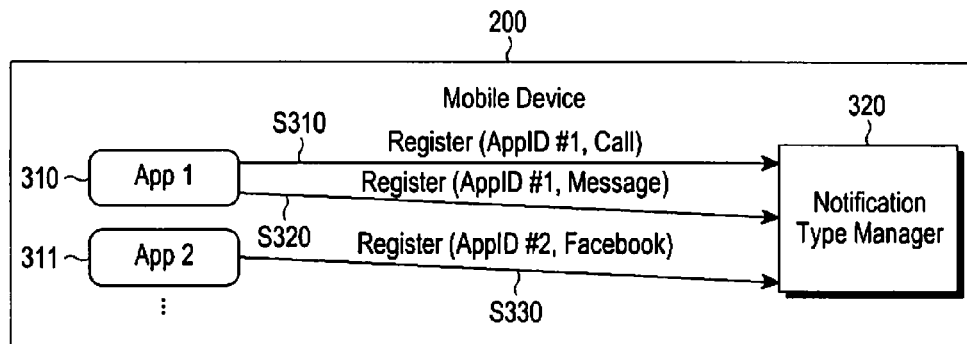 200
Mobile Device
S310
320
Register (AppID #1, Call)
310
App 1
Register (AppID #1, Message)
Notification
Type Manager
S320
311
App 2
Register (AppID #2, Facebook)
S330